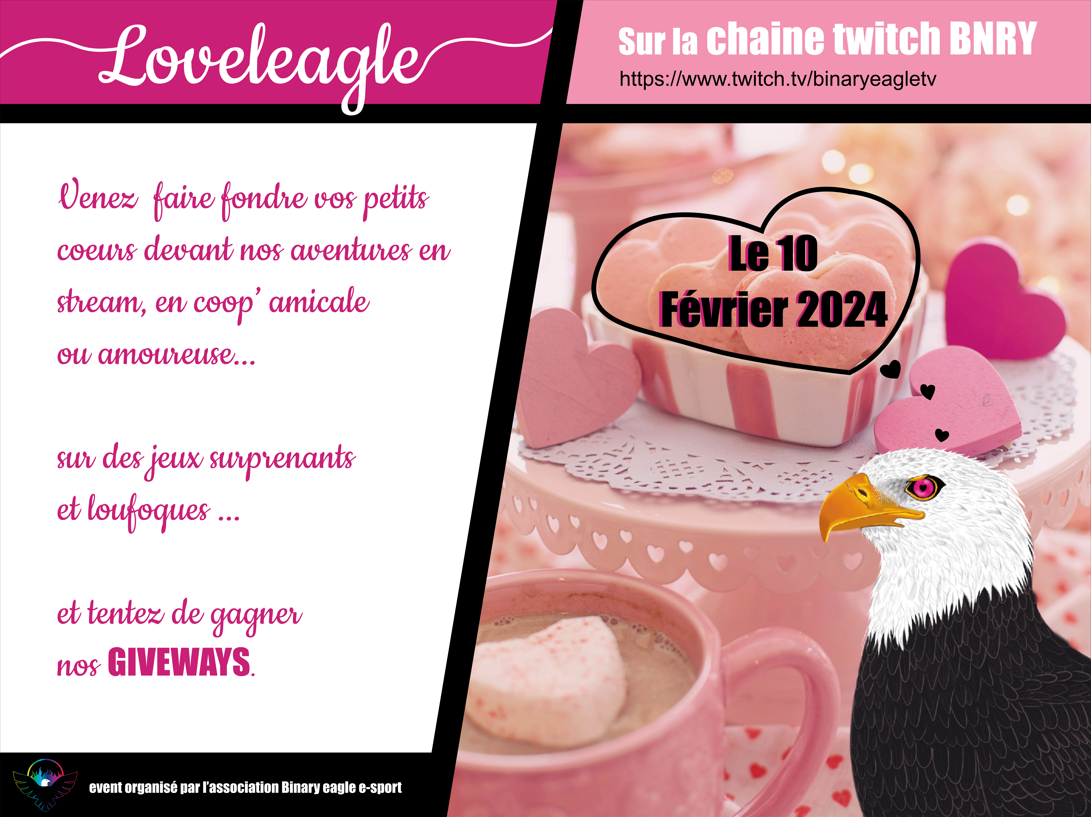 Loveleagle
Sur la chaine twitch BNRY
https://www.twitch.tv/binaryeagletv
Venez faire fondre vos petits
coeurs devant nos aventures en
stream, en coop' amicale
ou amoureuse...
sur des jeux surprenants
et loufoques ...
et tentez de gagner
nos GIVEWAYS.
Le 10
Février 2024
event organisé par l'association Binary eagle e-sport